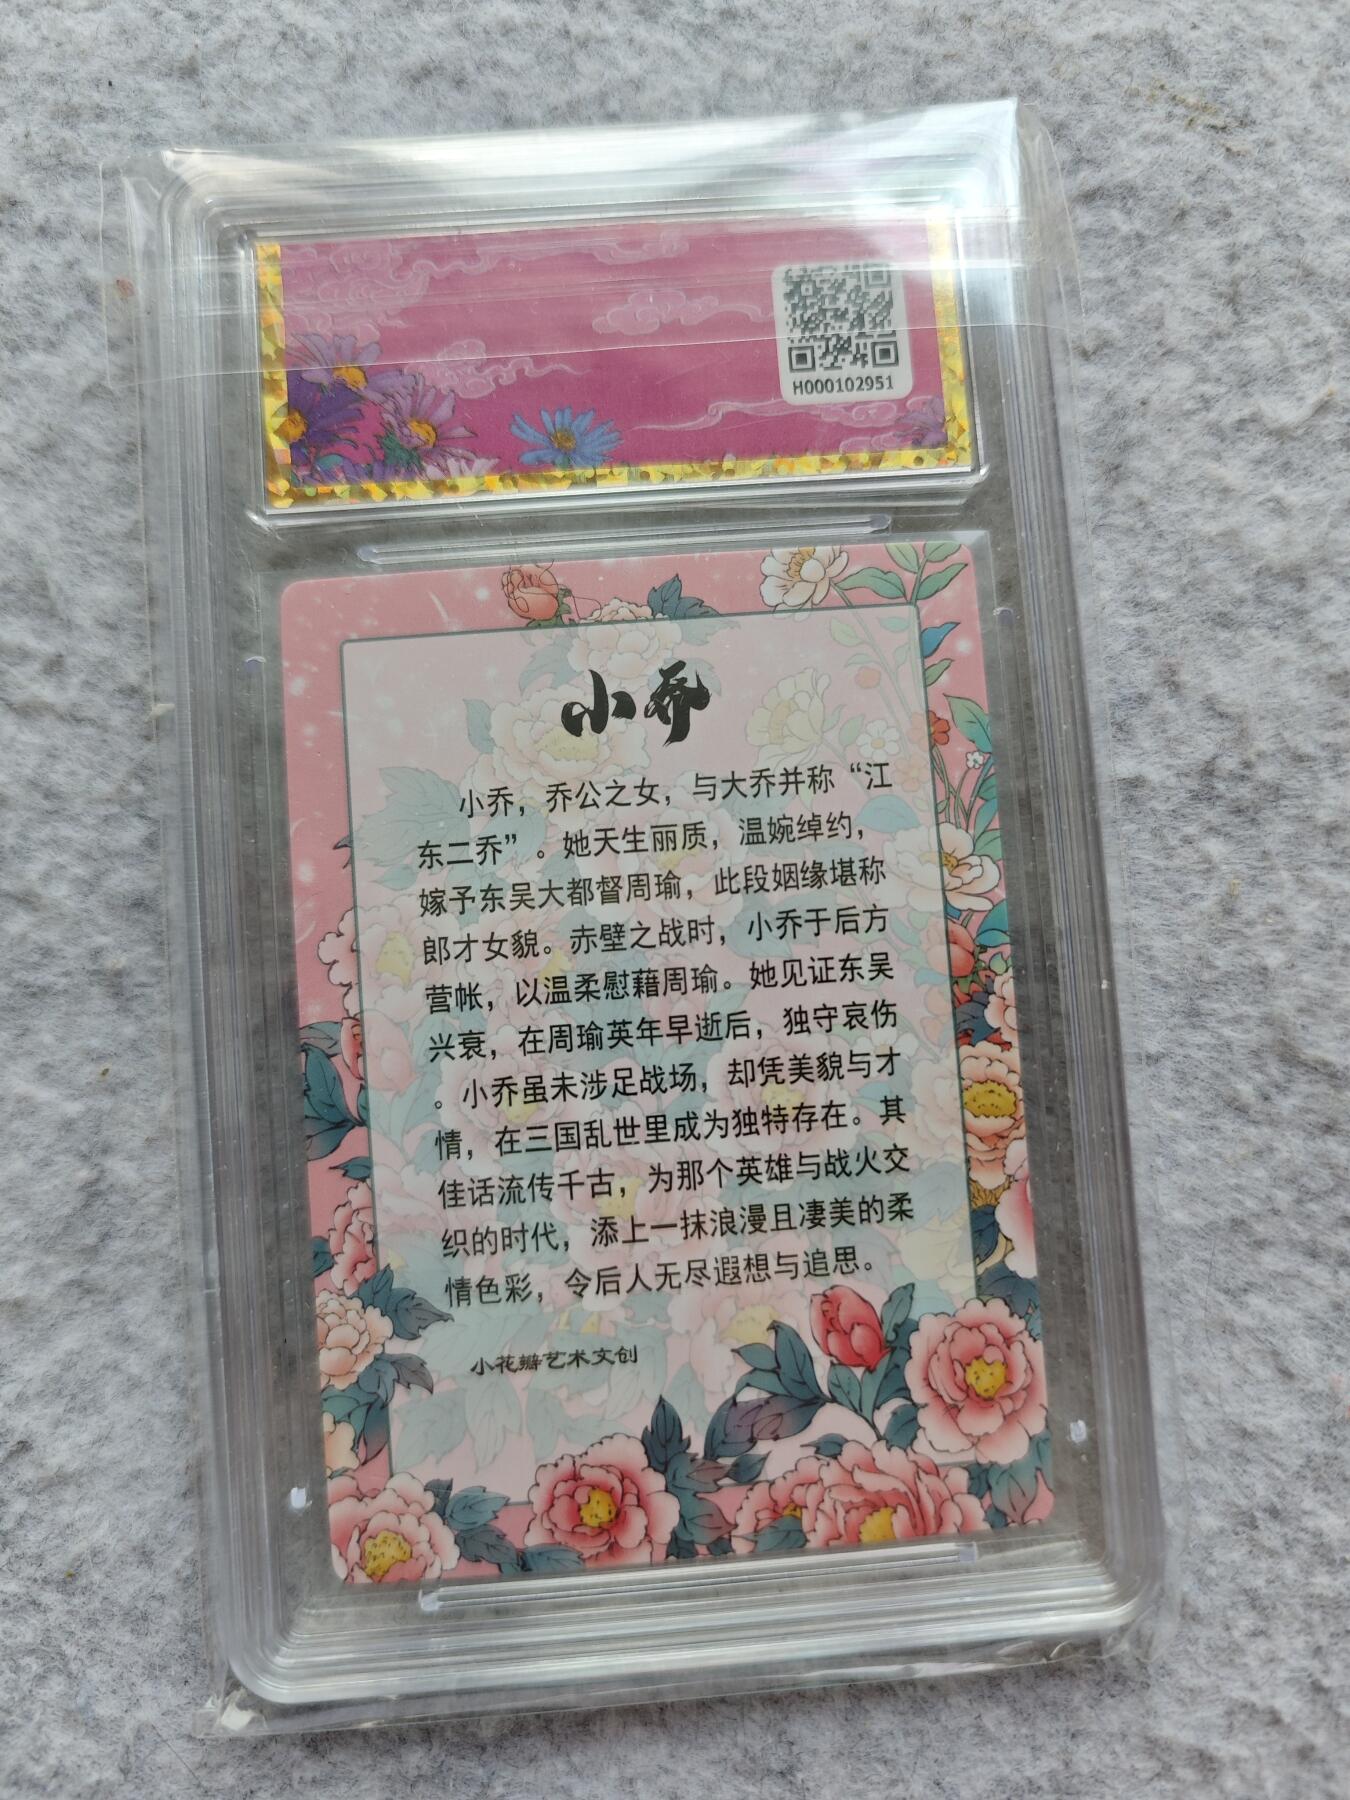 H000102951
小乔
小乔，乔公之女，与大乔并称“江
东二乔”。她天生丽质，温婉绰约，
嫁予东吴大都督周瑜，此段姻缘堪称
郎才女貌。赤壁之战时，小乔于后方
营帐，以温柔慰藉周瑜。她见证东吴
兴衰，在周瑜英年早逝后，独守哀伤
。小乔虽未涉足战场，却凭美貌与才
情，在三国乱世里成为独特存在。其
佳话流传千古，为那个英雄与战火交
织的时代，添上一抹浪漫且凄美的柔
情色彩，令后人无尽遐想与追思。
小花瓣艺术文创